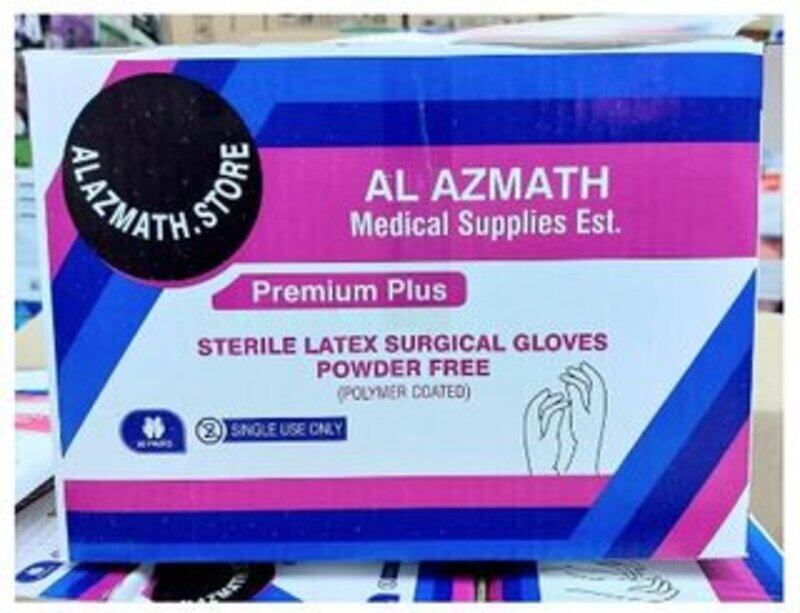 ALAZMATH.STORE
AL AZMATH
Medical Supplies Est.
Premium Plus
STERILE LATEX SURGICAL GLOVES
POWDER FREE
(POLYMER COATED)
PAIRS
SINGLE USE ONLY